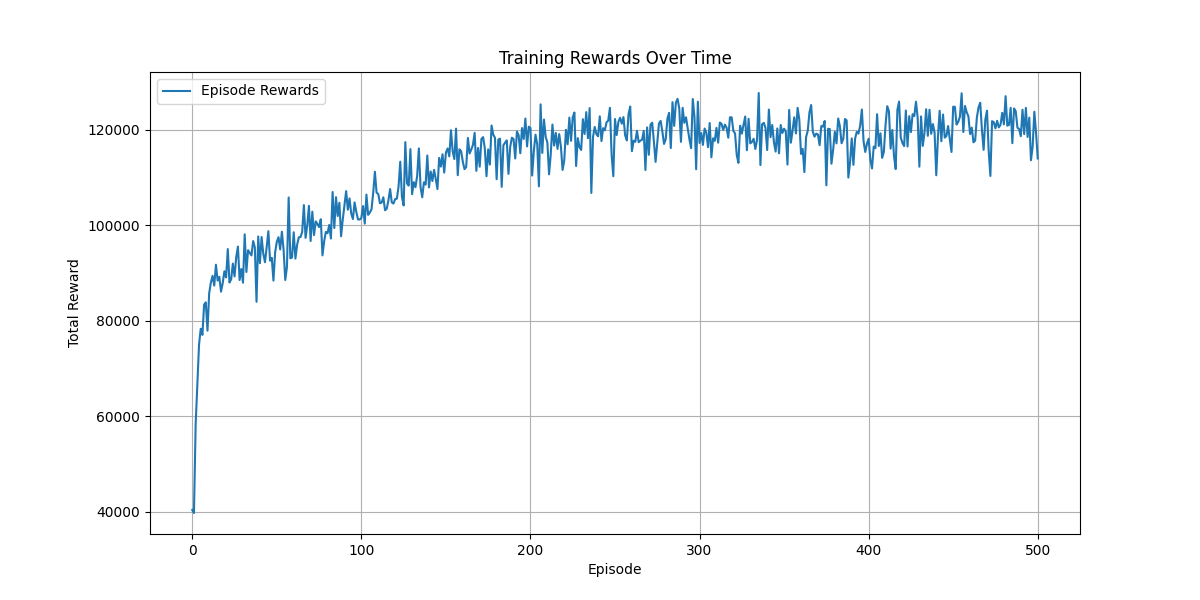 Training Rewards Over Time
Episode Rewards
Total Reward
120000
100000
80000
60000
40000
0 100 200 300 400 500
Episode